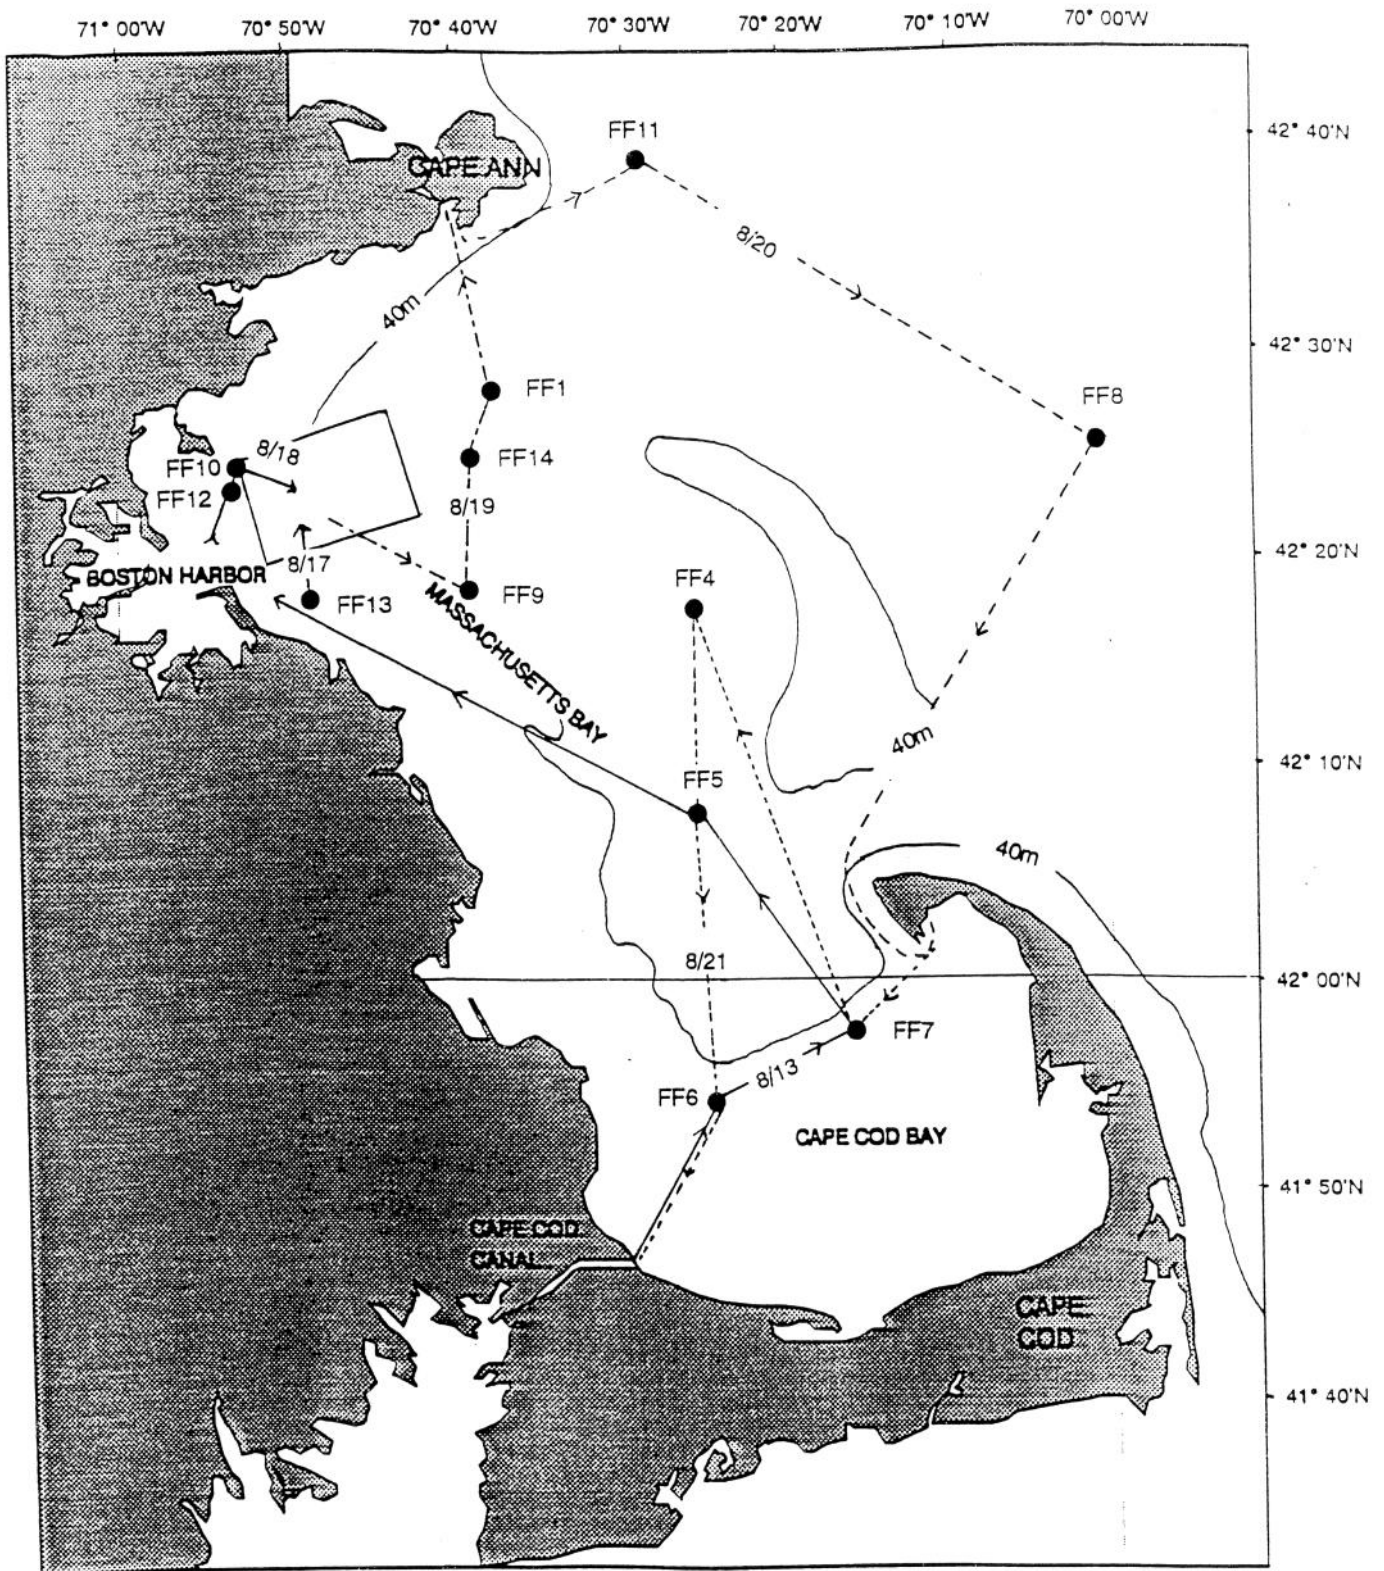 71° 00'W 70° 50'W 70° 40'W 70° 30'W 70° 20'W 70° 10'W 70° 00'W
42° 40'N
FF11
CAPE ANN
8/20
40m
42° 30'N
FF1
FF8
8/18
FF10
FF14
FF12
8/19
42° 20'N
8/17
BOSTON HARBOR
FF4
FF13
FF9
MASSACHUSETTS BAY
40m
42° 10'N
FF5
40m
8/21
42° 00'N
FF7
8/13
FF6
CAPE COD BAY
41° 50'N
CAPE COD
CANAL
CAPE
COD
41° 40'N